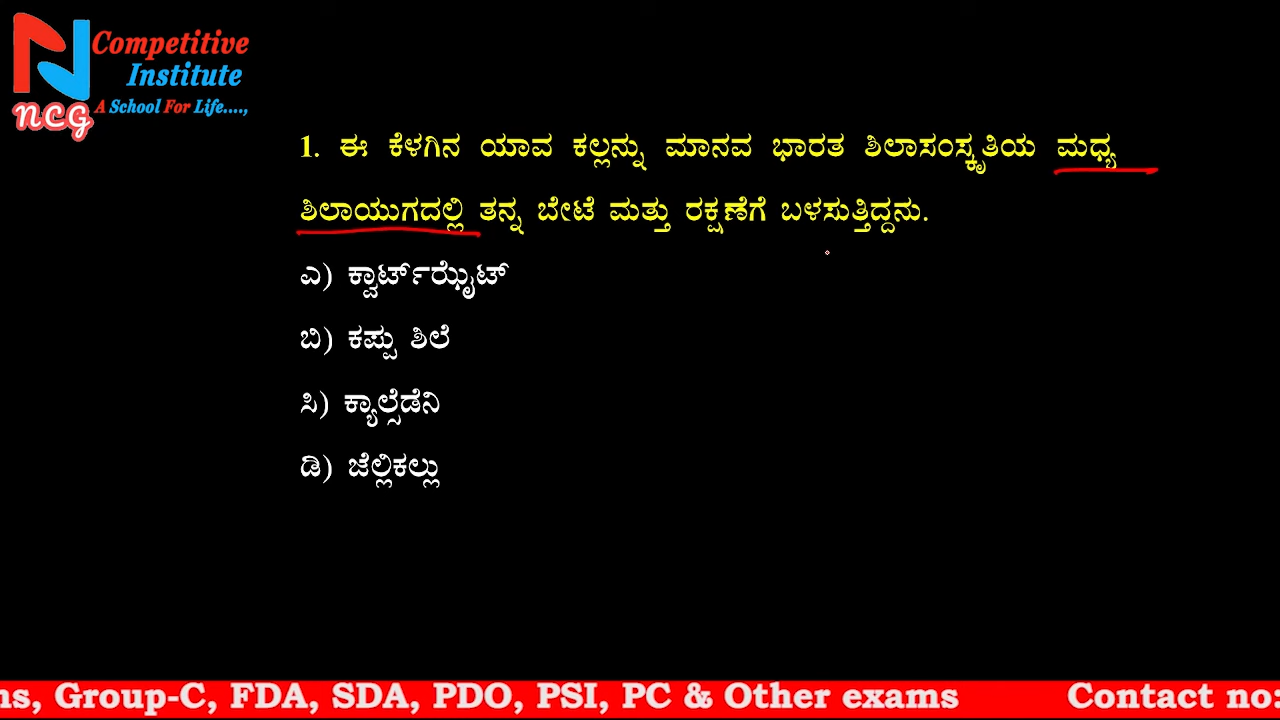 Competitive
Institute
A School For Life....,
NCG
1. ಈ ಕೆಳಗಿನ ಯಾವ ಕಲ್ಲನ್ನು ಮಾನವ ಭಾರತ ಶಿಲಾಸಂಸ್ಕೃತಿಯ ಮಧ್ಯ
ಶಿಲಾಯುಗದಲ್ಲಿ ತನ್ನ ಬೇಟೆ ಮತ್ತು ರಕ್ಷಣೆಗೆ ಬಳಸುತ್ತಿದ್ದನು.
ಎ) ಕ್ವಾರ್ಟ್‌ಝೈಟ್
ಬಿ) ಕಪ್ಪು ಶಿಲೆ
ಸಿ) ಕ್ಯಾಲ್ಸೆಡೆನಿ
ಡಿ) ಜೆಲ್ಲಿಕಲ್ಲು
ns, Group-C, FDA, SDA, PDO, PSI, PC & Other exams Contact no: